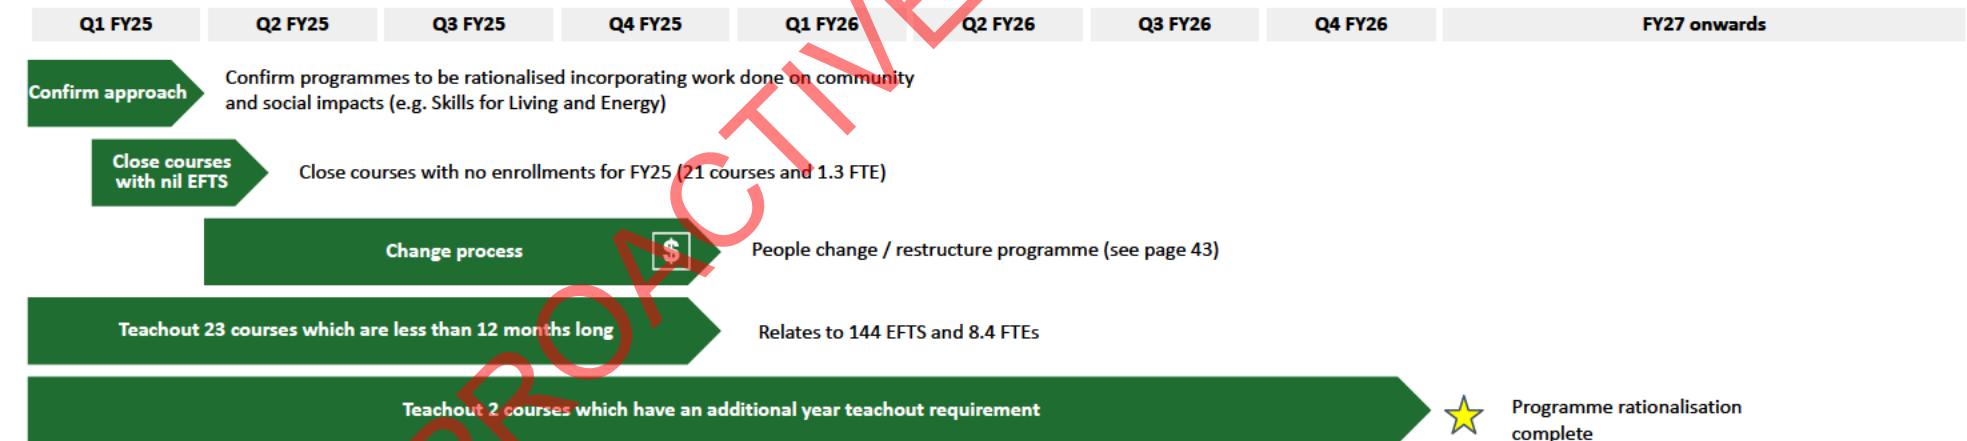 Q1 FY25 Q2 FY25 Q3 FY25 Q4 FY25 Q1 FY26 Q2 FY26 Q3 FY26 Q4 FY26 FY27 onwards
Confirm approach
Confirm programmes to be rationalised incorporating work done on community
and social impacts (e.g. Skills for Living and Energy)
Close courses
with nil EFTS
Close courses with no enrollments for FY25 (21 courses and 1.3 FTE)
Change process
$
People change / restructure programme (see page 43)
Teachout 23 courses which are less than 12 months long
Relates to 144 EFTS and 8.4 FTEs
Teachout 2 courses which have an additional year teachout requirement
Programme rationalisation
complete
PROACTIVE